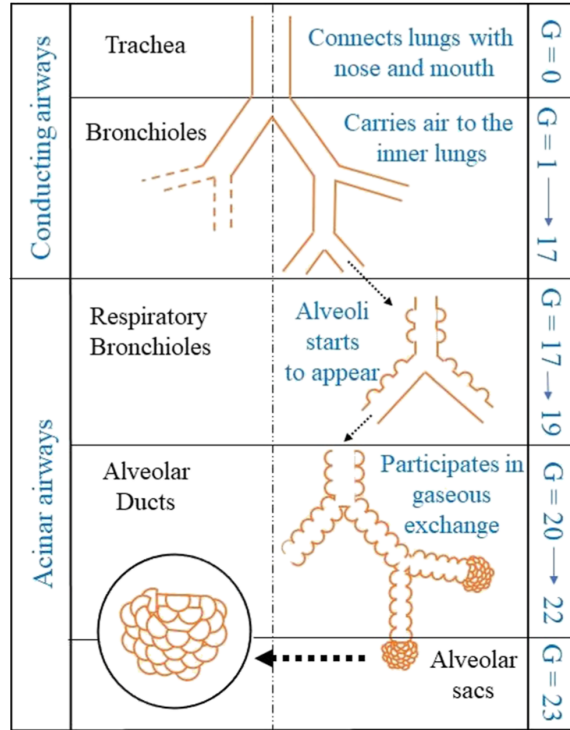 Conducting airways
Trachea
Connects lungs with
nose and mouth
G = 0
Bronchioles
Carries air to the
inner lungs
G = 1 → 17
Acinar airways
Respiratory
Bronchioles
Alveoli
starts
to appear
G = 17 → 19
Alveolar
Ducts
Participates in
gaseous
exchange
G = 20 → 22
Alveolar
sacs
G = 23